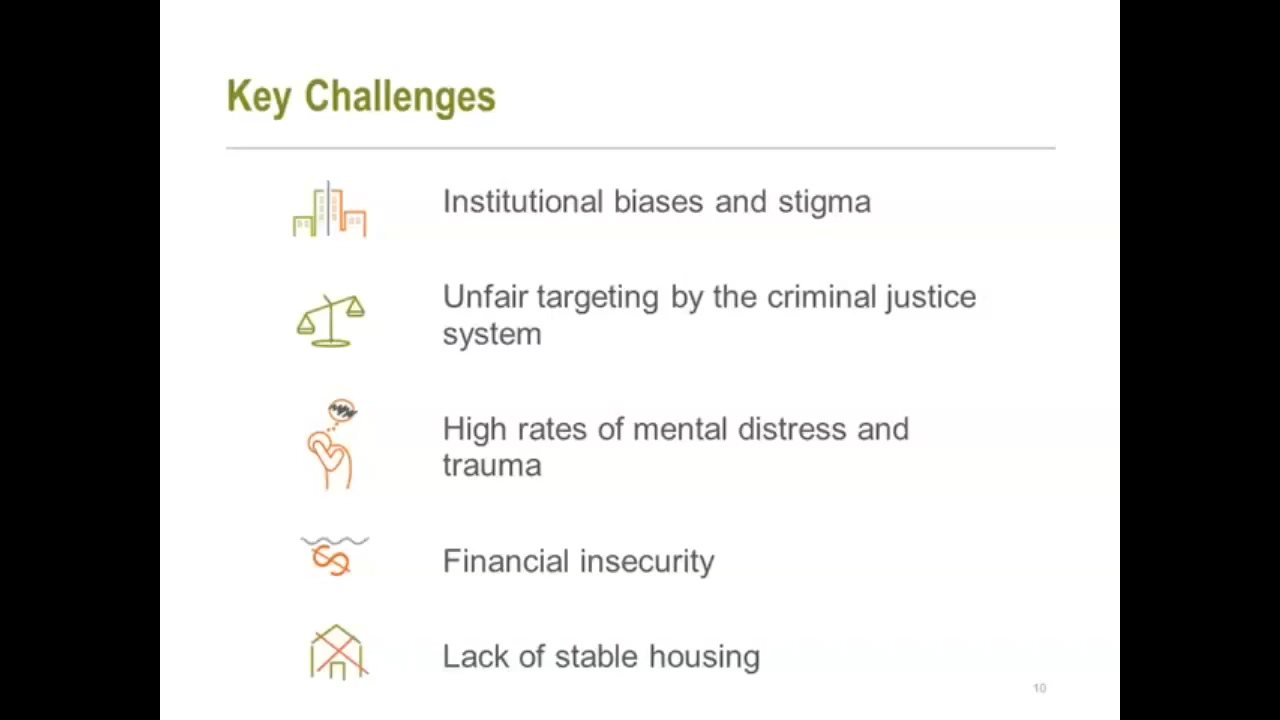 Key Challenges
Institutional biases and stigma
Unfair targeting by the criminal justice
system
High rates of mental distress and
trauma
Financial insecurity
Lack of stable housing
10